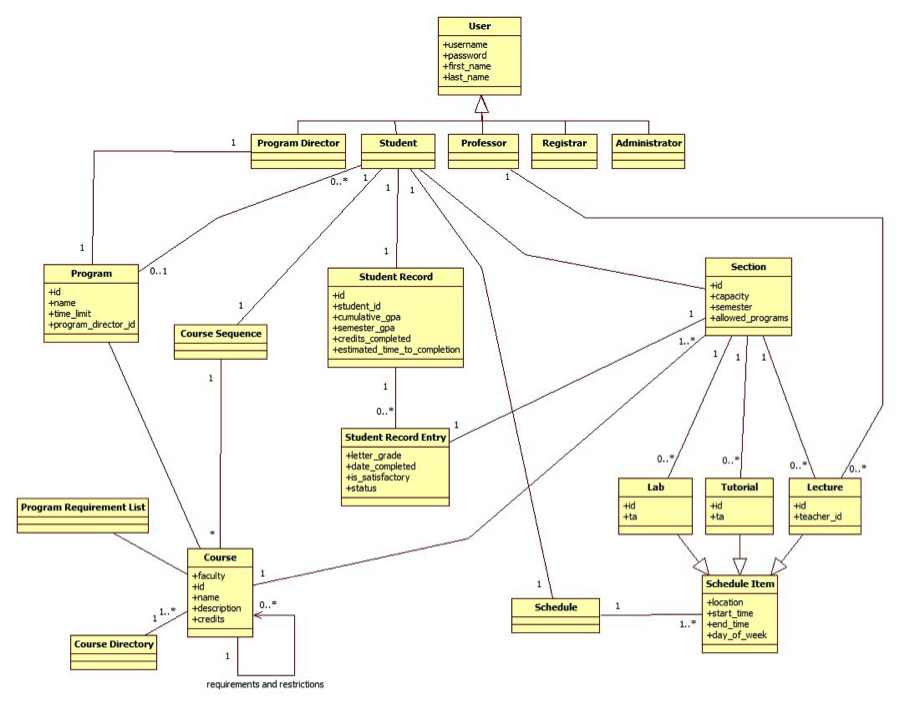 User
+username
+password
+first_name
+last_name
Program Director
Student
Professor
Registrar
Administrator
1
0..*
1
1
1
1
1
0..1
1
1
Program
+id
+name
+time_limit
+program_director_id
Student Record
+id
+student_id
+cumulative_gpa
+semester_gpa
+credits_completed
+estimated_time_to_completion
Section
+id
+capacity
+semester
+allowed_programs
Course Sequence
1
1
1..*
1
1
1
1
1
0..*
1
Student Record Entry
+letter_grade
+date_completed
+is_satisfactory
+status
0..*
0..*
0..*
0..*
Lab
+id
+ta
Tutorial
+id
+ta
Lecture
+id
+teacher_id
Program Requirement List
*
Course
+faculty
+id
+name
+description
+credits
1
0..*
1..*
1
Course Directory
1
requirements and restrictions
1
Schedule
1
1..*
Schedule Item
+location
+start_time
+end_time
+day_of_week